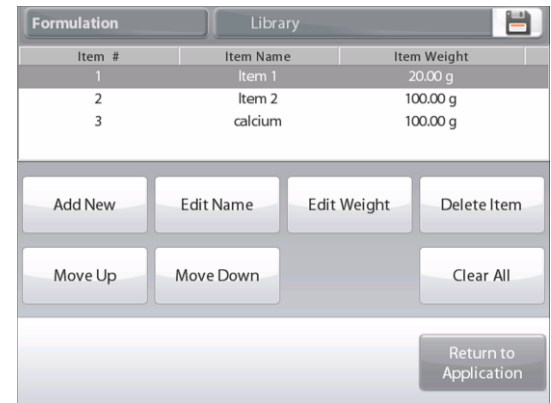 Formulation Library
Item # Item Name Item Weight
1 Item 1 20.00 g
2 Item 2 100.00 g
3 calcium 100.00 g
Add New Edit Name Edit Weight Delete Item
Move Up Move Down Clear All
Return to
Application